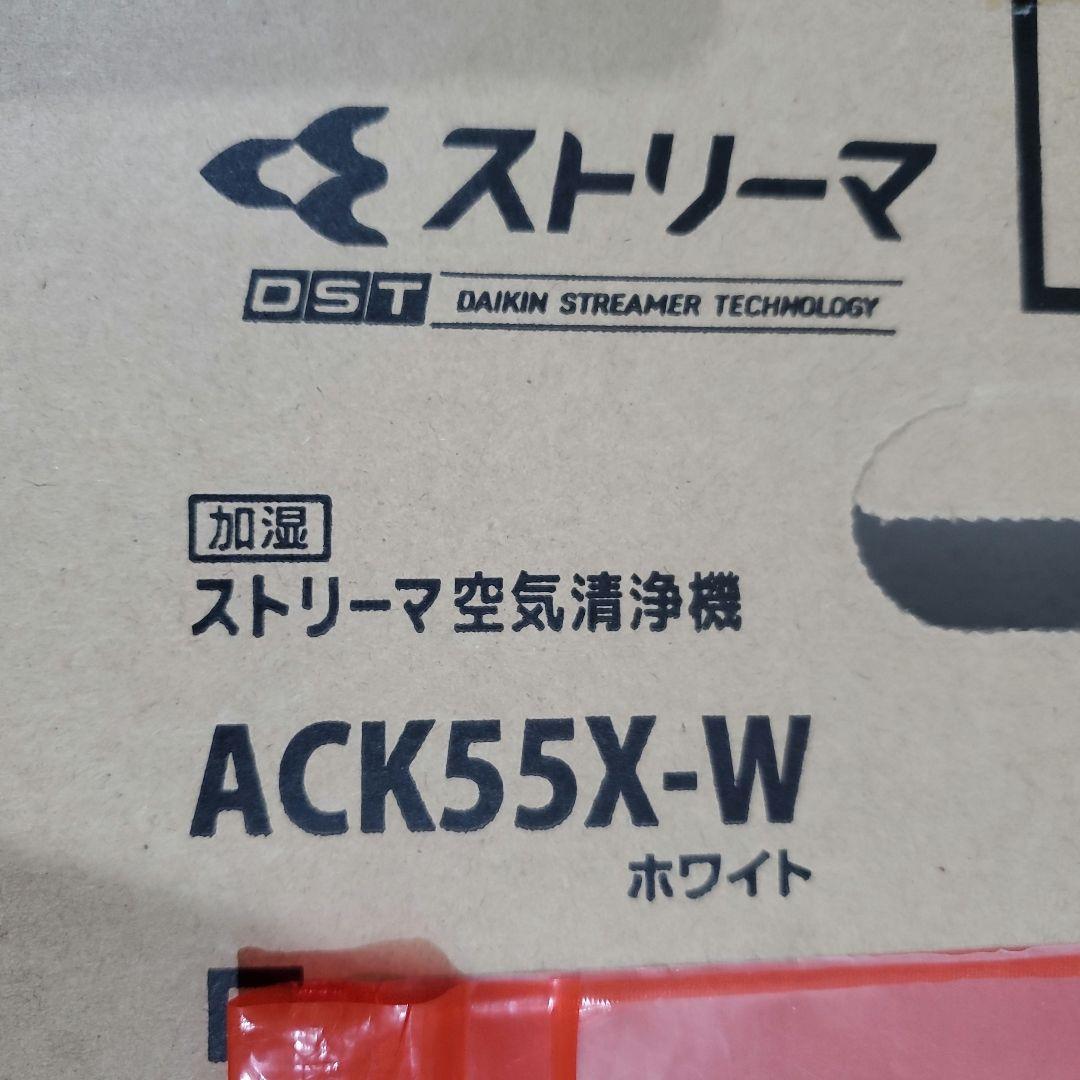 ストリーマ
DST DAIKIN STREAMER TECHNOLOGY
加湿
ストリーマ空気清浄機
ACK55X-W
ホワイト